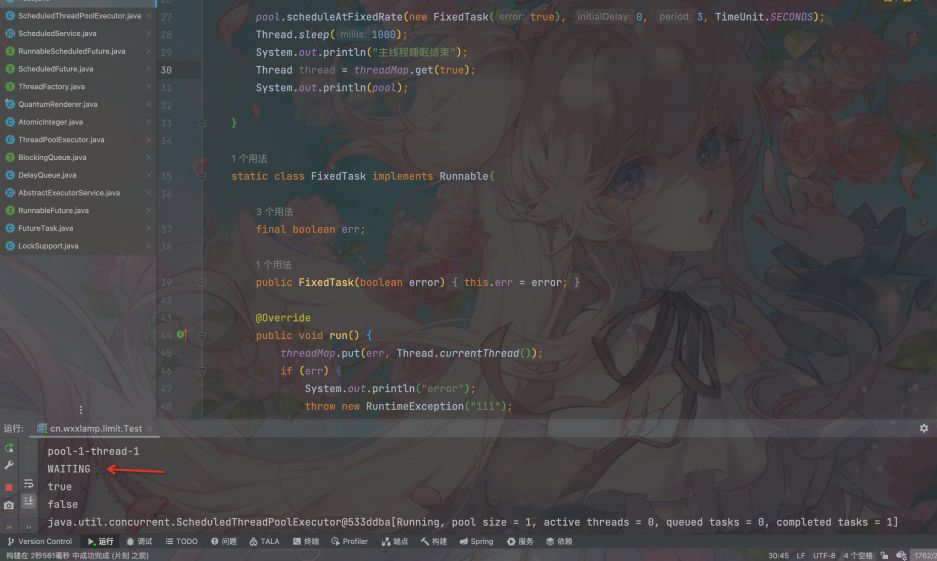 ScheduledThreadPoolExecutor.java
ScheduledService.java
RunnableScheduledFuture.java
ScheduledFuture.java
ThreadFactory.java
QuantumRenderer.java
AtomicInteger.java
ThreadPoolExecutor.java
BlockingQueue.java
DelayQueue.java
AbstractExecutorService.java
RunnableFuture.java
FutureTask.java
LockSupport.java
27 pool.scheduleAtFixedRate(new FixedTask( error: true), initialDelay: 0, period: 3, TimeUnit.SECONDS);
28 Thread.sleep( millis: 1000);
29 System.out.println("主线程睡眠结束");
30 Thread thread = threadMap.get(true);
31 System.out.println(pool);
32
33 }
34
1 个用法
35 static class FixedTask implements Runnable{
36
3 个用法
37 final boolean err;
38
1 个用法
39 public FixedTask(boolean error) { this.err = error; }
42
43 @Override
44 public void run() {
45 threadMap.put(err, Thread.currentThread());
46 if (err) {
47 System.out.println("error");
48 throw new RuntimeException("111");
运行: cn.wxxlamp.limit.Test
pool-1-thread-1
WAITING
true
false
java.util.concurrent.ScheduledThreadPoolExecutor@533ddba[Running, pool size = 1, active threads = 0, queued tasks = 0, completed tasks = 1]
Version Control 运行 调试 TODO 问题 TALA 终端 Profiler 端点 构建 Spring 服务 依赖
构建在 2秒561毫秒 中成功完成 (片刻 之前) 30:45 LF UTF-8 4 个空格 1762/2